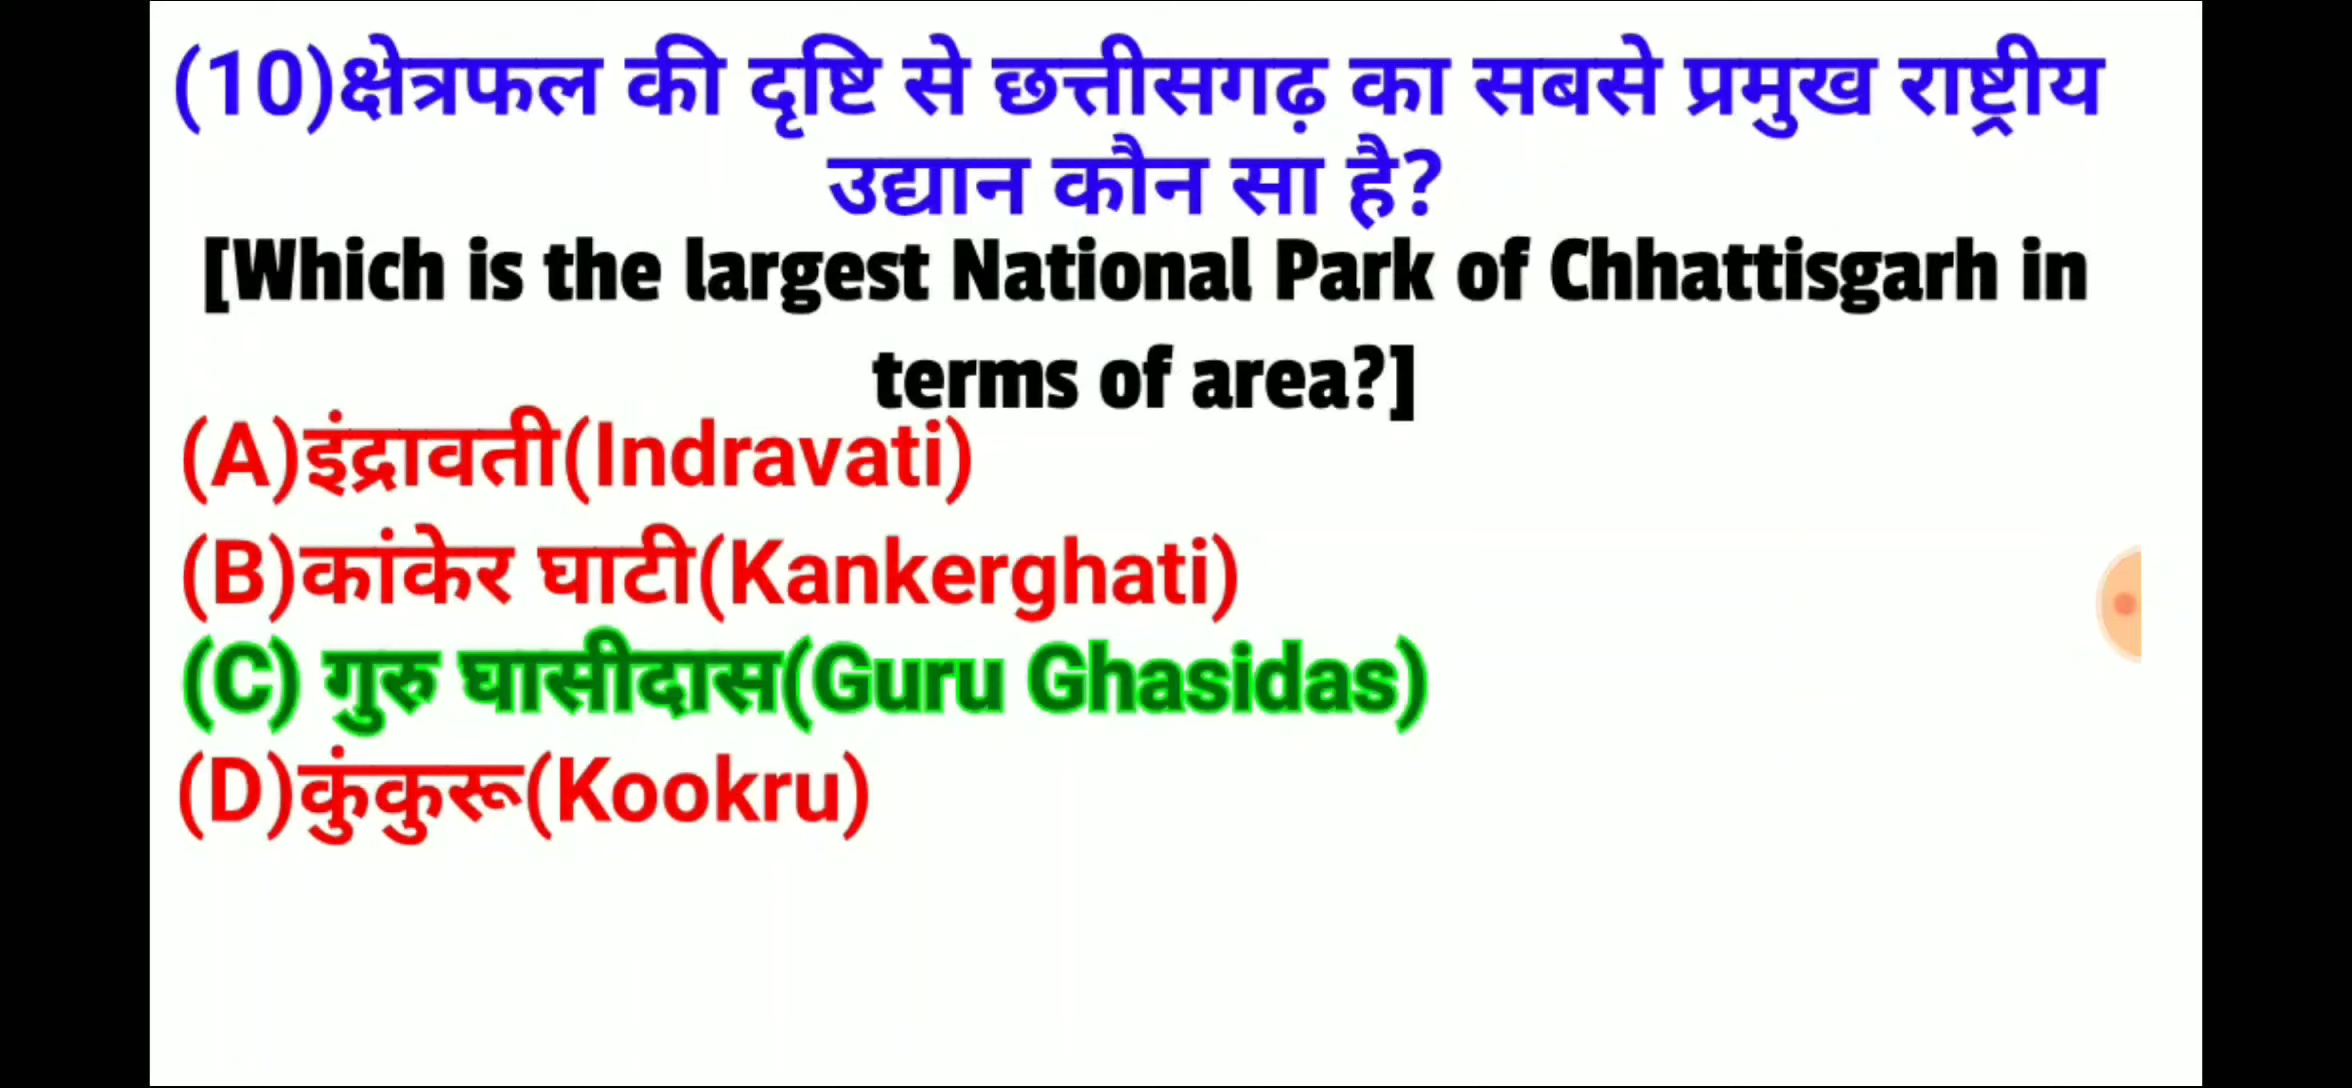 (10)क्षेत्रफल की दृष्टि से छत्तीसगढ़ का सबसे प्रमुख राष्ट्रीय
उद्यान कौन सा है?
[Which is the largest National Park of Chhattisgarh in
terms of area?]
(A)इंद्रावती(Indravati)
(B)कांकेर घाटी(Kankerghati)
(C) गुरु घासीदास(Guru Ghasidas)
(D)कुंकुरू(Kookru)